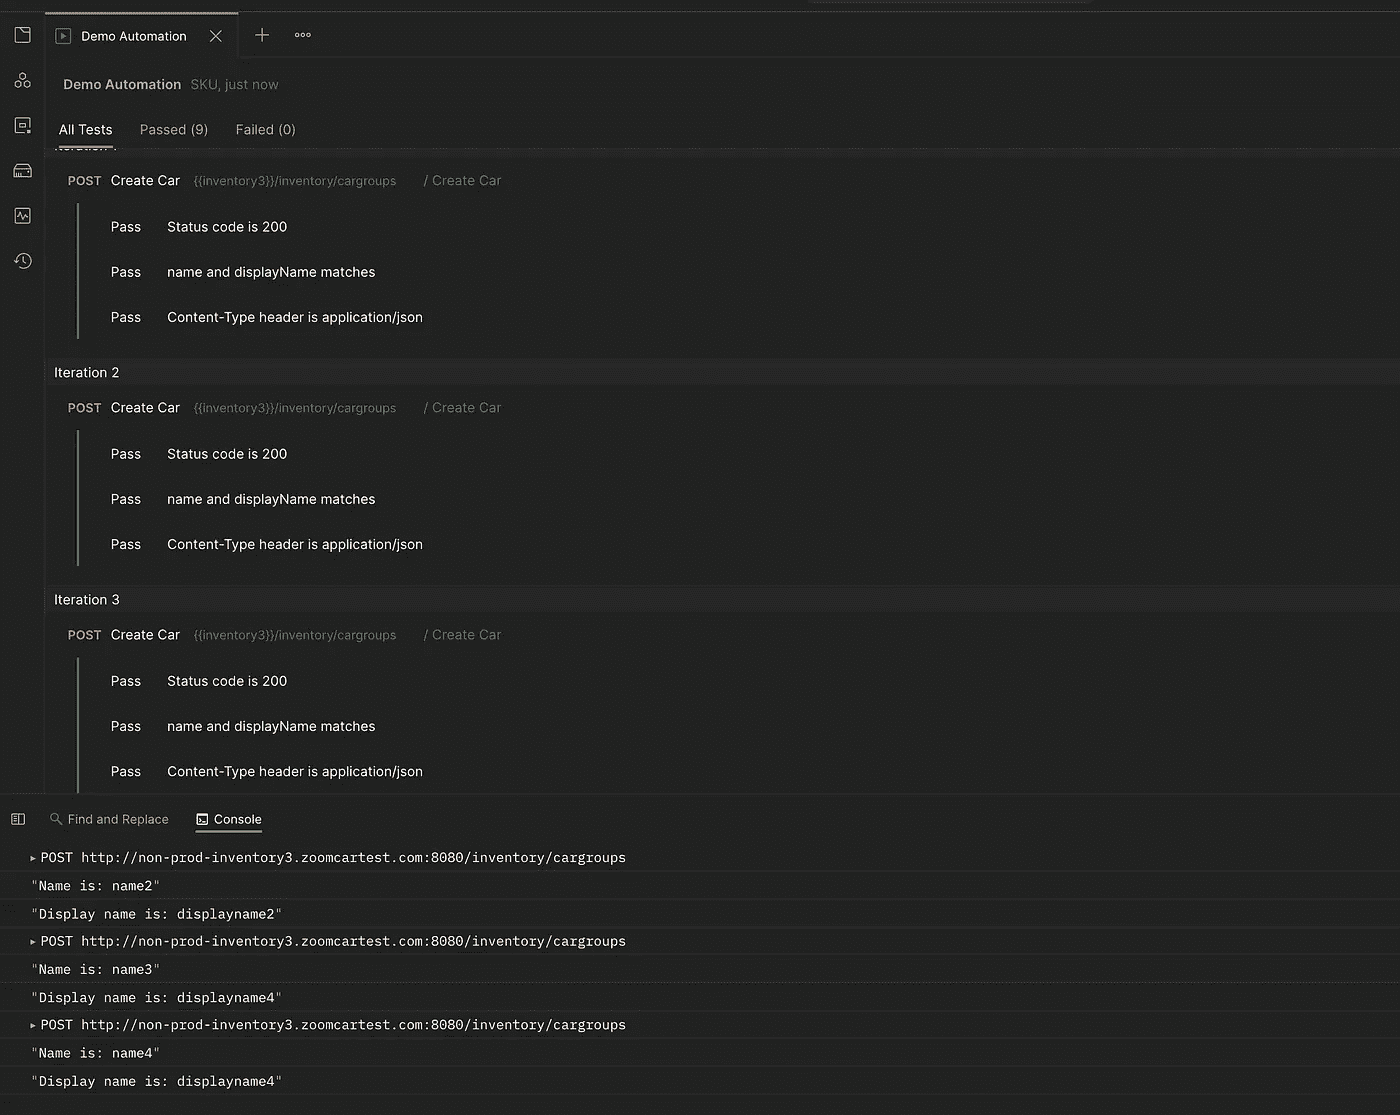 Demo Automation
Demo Automation SKU, just now
All Tests Passed (9) Failed (0)
POST Create Car {{inventory3}}/inventory/cargroups / Create Car
Pass Status code is 200
Pass name and displayName matches
Pass Content-Type header is application/json
Iteration 2
POST Create Car {{inventory3}}/inventory/cargroups / Create Car
Pass Status code is 200
Pass name and displayName matches
Pass Content-Type header is application/json
Iteration 3
POST Create Car {{inventory3}}/inventory/cargroups / Create Car
Pass Status code is 200
Pass name and displayName matches
Pass Content-Type header is application/json
Find and Replace Console
POST http://non-prod-inventory3.zoomcartest.com:8080/inventory/cargroups
"Name is: name2"
"Display name is: displayname2"
POST http://non-prod-inventory3.zoomcartest.com:8080/inventory/cargroups
"Name is: name3"
"Display name is: displayname4"
POST http://non-prod-inventory3.zoomcartest.com:8080/inventory/cargroups
"Name is: name4"
"Display name is: displayname4"